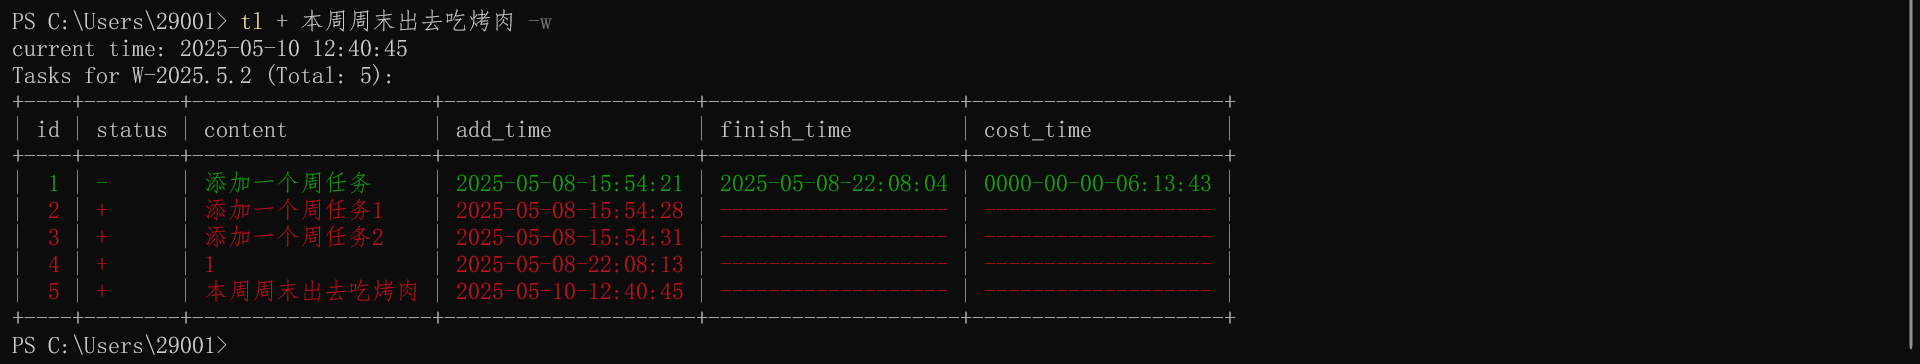 PS C:\Users\29001> tl + 本周周末出去吃烤肉 -w
current time: 2025-05-10 12:40:45
Tasks for W-2025.5.2 (Total: 5):
+----+--------+--------------------+---------------------+---------------------+---------------------+
| id | status | content | add_time | finish_time | cost_time |
+----+--------+--------------------+---------------------+---------------------+---------------------+
| 1 | - | 添加一个周任务 | 2025-05-08-15:54:21 | 2025-05-08-22:08:04 | 0000-00-00-06:13:43 |
| 2 | + | 添加一个周任务1 | 2025-05-08-15:54:28 | ------------------- | ------------------- |
| 3 | + | 添加一个周任务2 | 2025-05-08-15:54:31 | ------------------- | ------------------- |
| 4 | + | 1 | 2025-05-08-22:08:13 | ------------------- | ------------------- |
| 5 | + | 本周周末出去吃烤肉 | 2025-05-10-12:40:45 | ------------------- | ------------------- |
+----+--------+--------------------+---------------------+---------------------+---------------------+
PS C:\Users\29001>